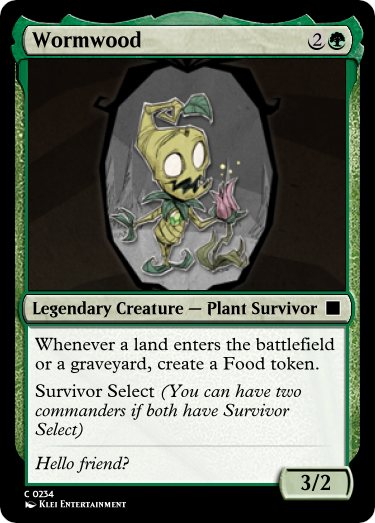 Wormwood 2
Legendary Creature — Plant Survivor
Whenever a land enters the battlefield
or a graveyard, create a Food token.
Survivor Select (You can have two
commanders if both have Survivor
Select)
Hello friend?
3/2
C 0234
Klei Entertainment